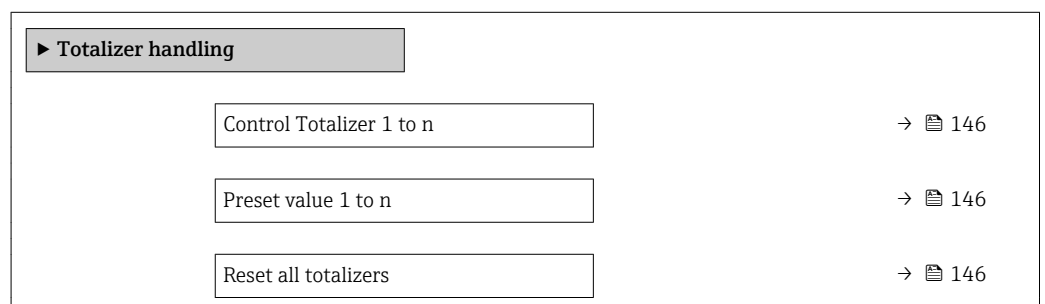 ▶ Totalizer handling
Control Totalizer 1 to n → 146
Preset value 1 to n → 146
Reset all totalizers → 146